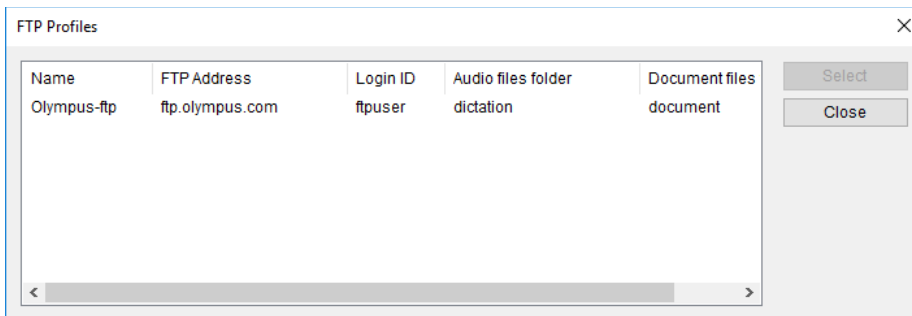 FTP Profiles
Name FTP Address Login ID Audio files folder Document files
Olympus-ftp ftp.olympus.com ftpuser dictation document
Select
Close